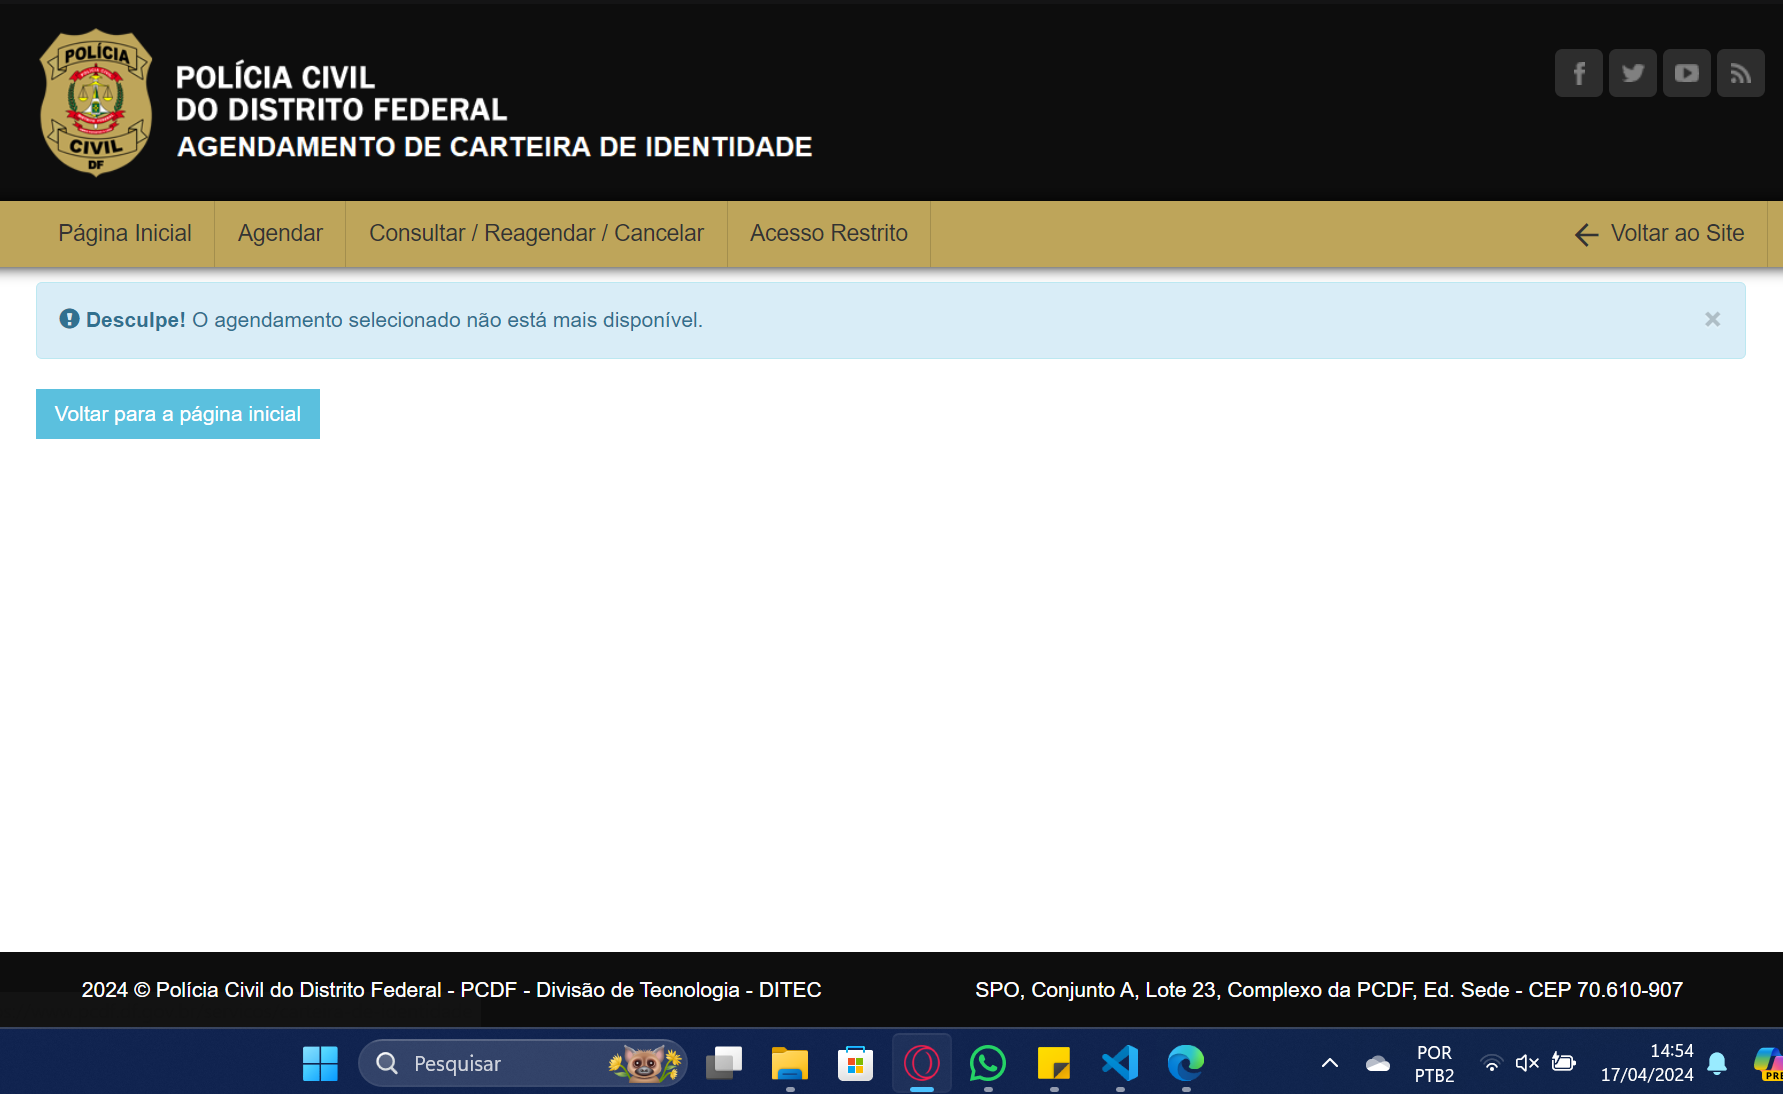 POLÍCIA
CIVIL
DF
POLÍCIA CIVIL
DO DISTRITO FEDERAL
AGENDAMENTO DE CARTEIRA DE IDENTIDADE
Página Inicial
Agendar
Consultar / Reagendar / Cancelar
Acesso Restrito
Voltar ao Site
Desculpe! O agendamento selecionado não está mais disponível.
×
Voltar para a página inicial
2024 © Polícia Civil do Distrito Federal - PCDF - Divisão de Tecnologia - DITEC
SPO, Conjunto A, Lote 23, Complexo da PCDF, Ed. Sede - CEP 70.610-907
Pesquisar
POR
PTB2
14:54
17/04/2024
PRE